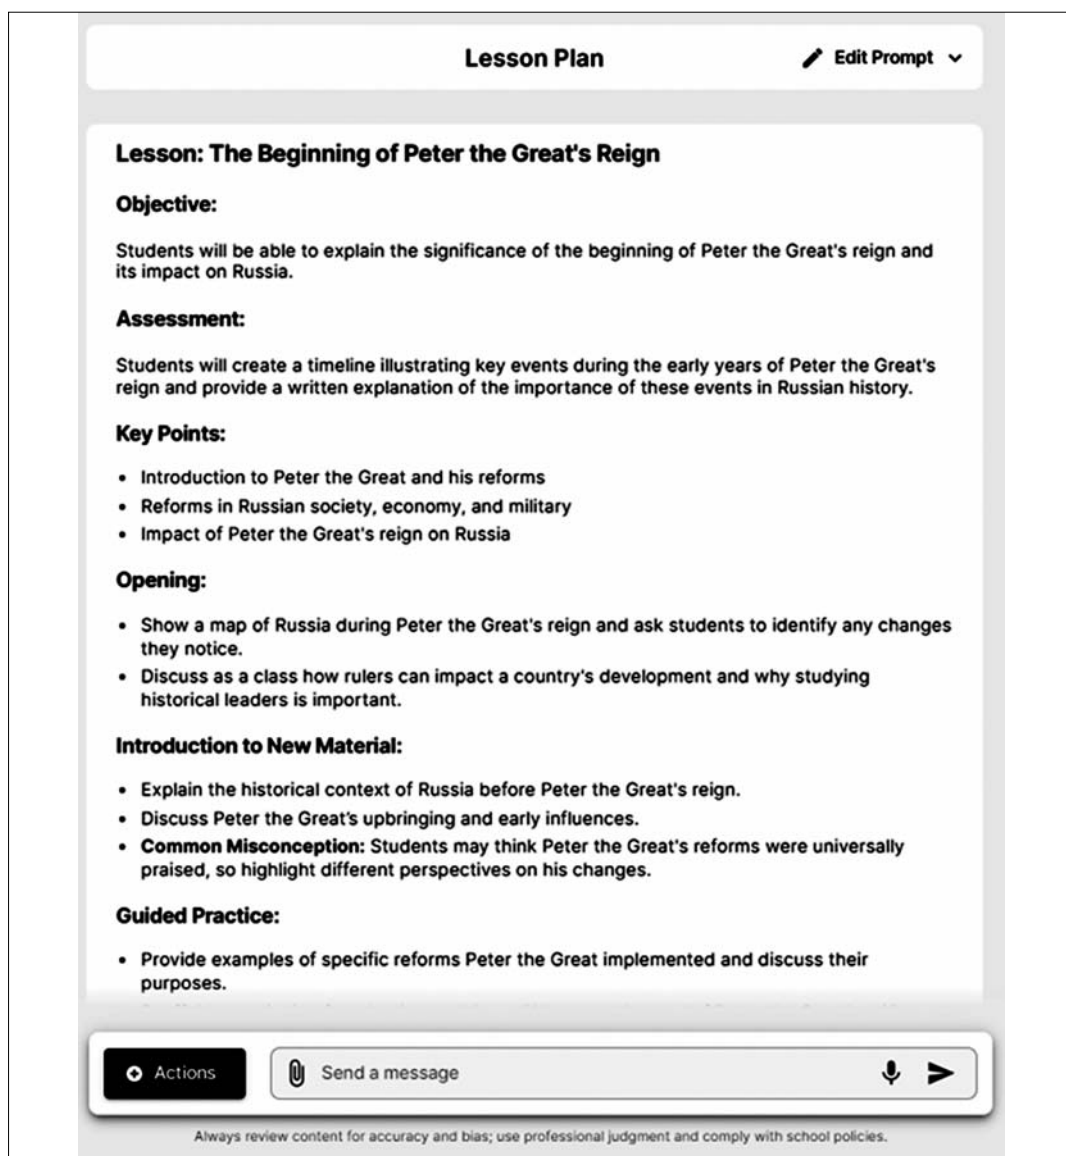 Lesson Plan
Edit Prompt
Lesson: The Beginning of Peter the Great's Reign
Objective:
Students will be able to explain the significance of the beginning of Peter the Great's reign and
its impact on Russia.
Assessment:
Students will create a timeline illustrating key events during the early years of Peter the Great's
reign and provide a written explanation of the importance of these events in Russian history.
Key Points:
• Introduction to Peter the Great and his reforms
• Reforms in Russian society, economy, and military
• Impact of Peter the Great's reign on Russia
Opening:
• Show a map of Russia during Peter the Great's reign and ask students to identify any changes
they notice.
• Discuss as a class how rulers can impact a country's development and why studying
historical leaders is important.
Introduction to New Material:
• Explain the historical context of Russia before Peter the Great's reign.
• Discuss Peter the Great's upbringing and early influences.
• Common Misconception: Students may think Peter the Great's reforms were universally
praised, so highlight different perspectives on his changes.
Guided Practice:
• Provide examples of specific reforms Peter the Great implemented and discuss their
purposes.
Actions
Send a message
Always review content for accuracy and bias; use professional judgment and comply with school policies.